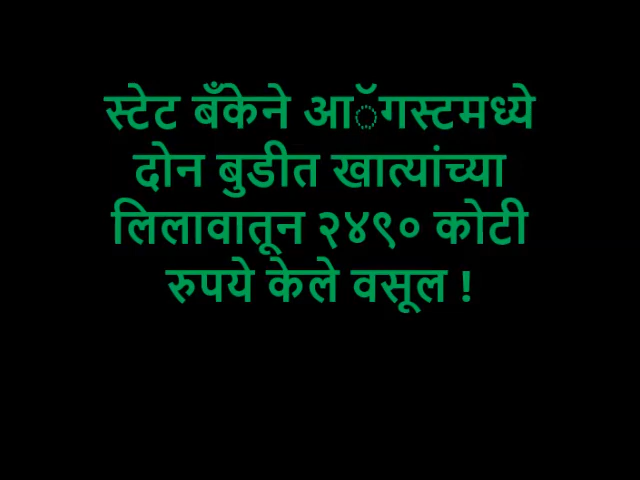 स्टेट बँकेने आॅगस्टमध्ये
दोन बुडीत खात्यांच्या
लिलावातून २४९० कोटी
रुपये केले वसूल !